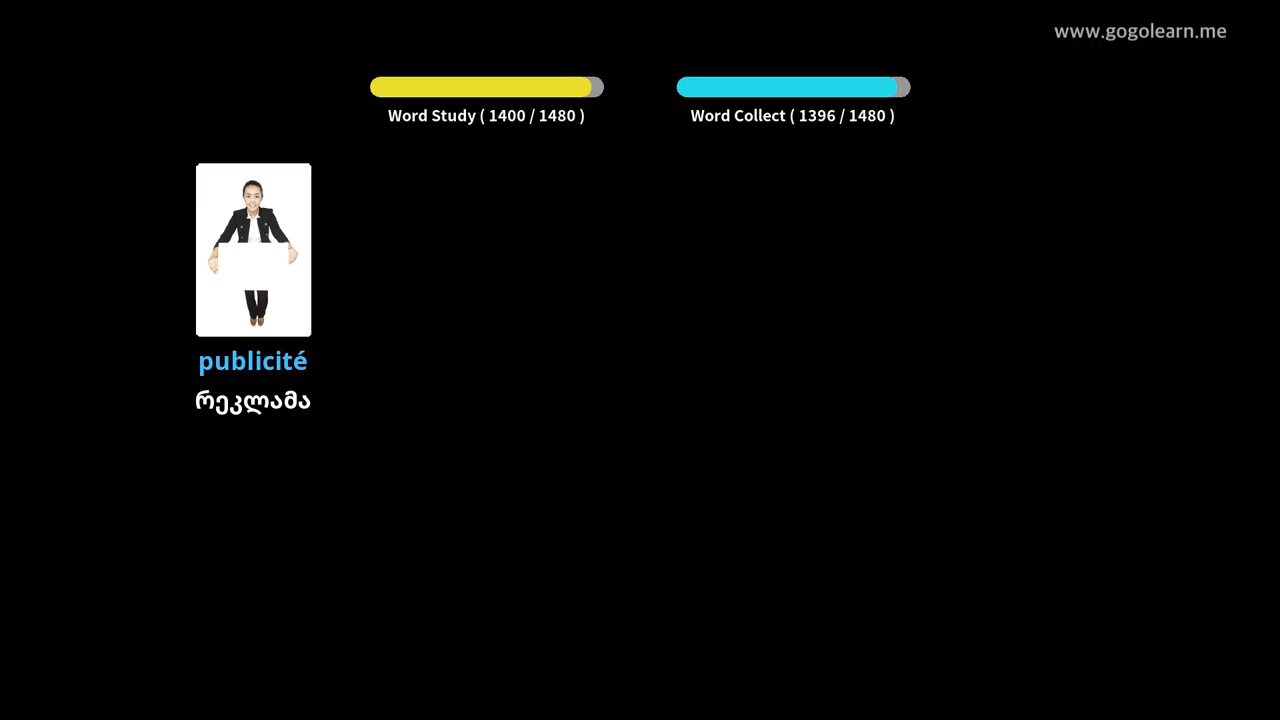 www.gogolearn.me
Word Study ( 1400 / 1480 )
Word Collect ( 1396 / 1480 )
publicité
რეკლამა